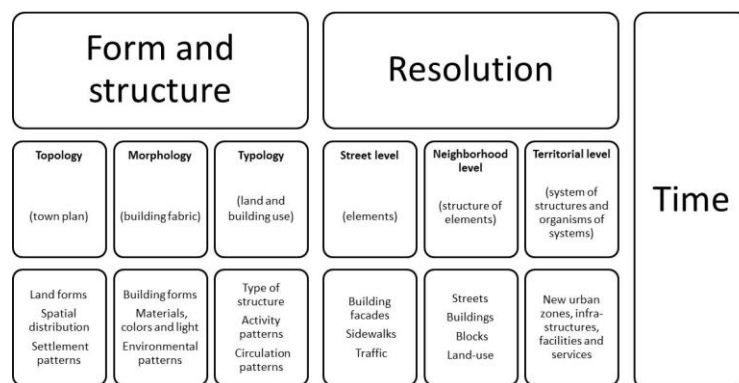 Form and
structure
Resolution
Time
Topology
(town plan)
Morphology
(building fabric)
Typology
(land and
building use)
Street level
(elements)
Neighborhood
level
(structure of
elements)
Territorial level
(system of
structures and
organisms of
systems)
Land forms
Spatial
distribution
Settlement
patterns
Building forms
Materials,
colors and light
Environmental
patterns
Type of
structure
Activity
patterns
Circulation
patterns
Building
facades
Sidewalks
Traffic
Streets
Buildings
Blocks
Land-use
New urban
zones, infra-
structures,
facilities and
services